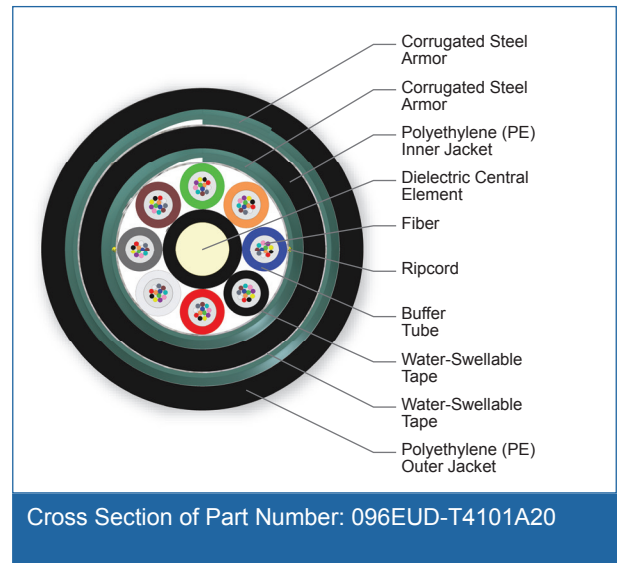 Corrugated Steel
Armor
Corrugated Steel
Armor
Polyethylene (PE)
Inner Jacket
Dielectric Central
Element
Fiber
Ripcord
Buffer
Tube
Water-Swellable
Tape
Water-Swellable
Tape
Polyethylene (PE)
Outer Jacket
Cross Section of Part Number: 096EUD-T4101A20